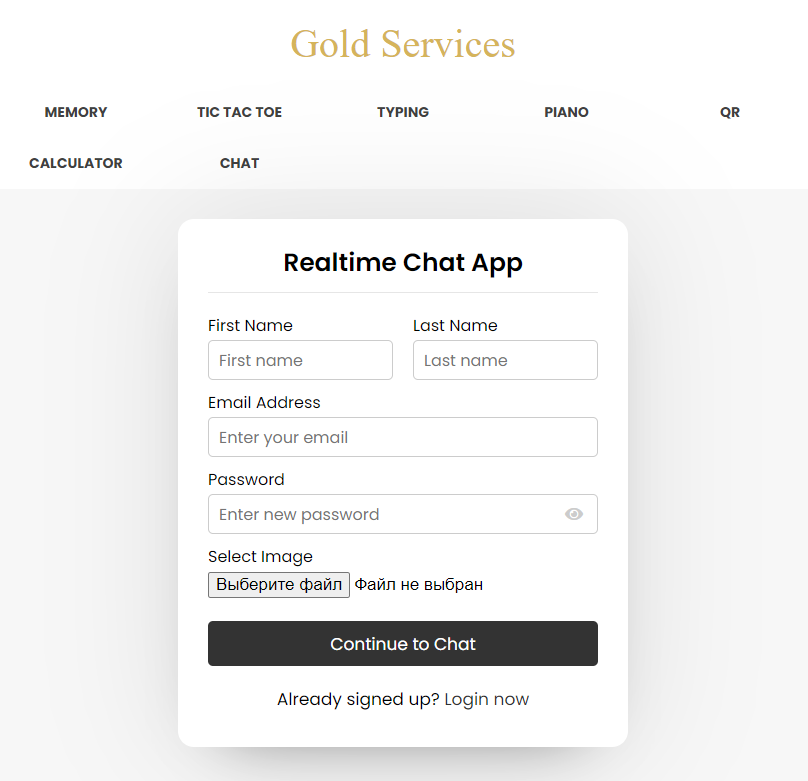 Gold Services
MEMORY TIC TAC TOE TYPING PIANO QR
CALCULATOR CHAT
Realtime Chat App
First Name Last Name
First name Last name
Email Address
Enter your email
Password
Enter new password
Select Image
Выберите файл Файл не выбран
Continue to Chat
Already signed up? Login now